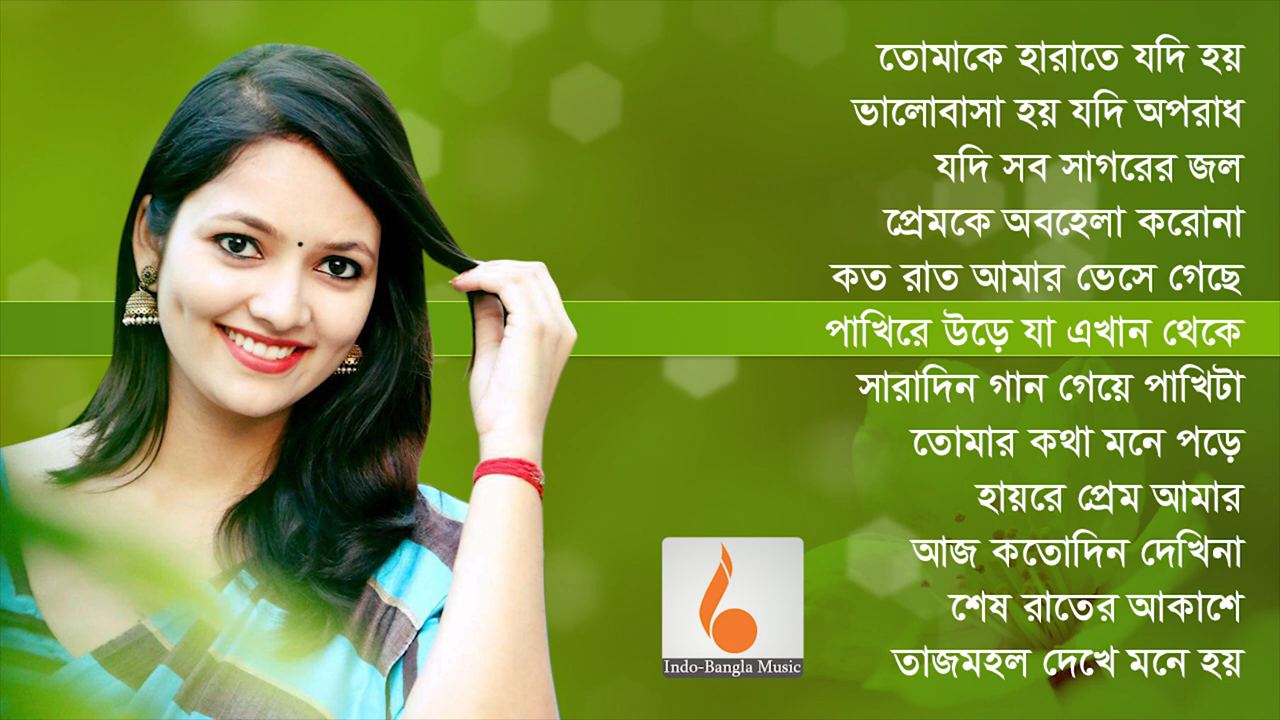 তোমাকে হারাতে যদি হয়
ভালোবাসা হয় যদি অপরাধ
যদি সব সাগরের জল
প্রেমকে অবহেলা করোনা
কত রাত আমার ভেসে গেছে
পাখিরে উড়ে যা এখান থেকে
সারাদিন গান গেয়ে পাখিটা
তোমার কথা মনে পড়ে
হায়রে প্রেম আমার
আজ কতোদিন দেখিনা
শেষ রাতের আকাশে
তাজমহল দেখে মনে হয়
Indo-Bangla Music